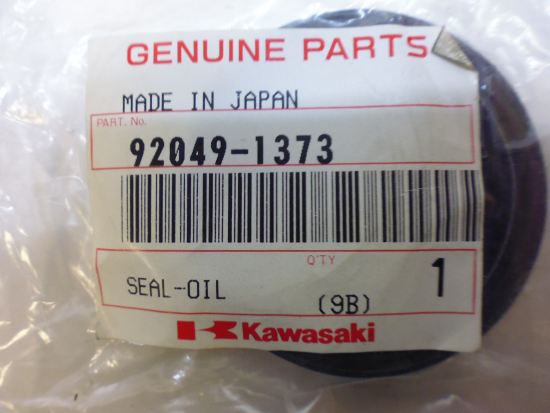 GENUINE PARTS
MADE IN JAPAN
PART. No.
92049-1373
Q'TY
SEAL-OIL (9B) 1
Kawasaki